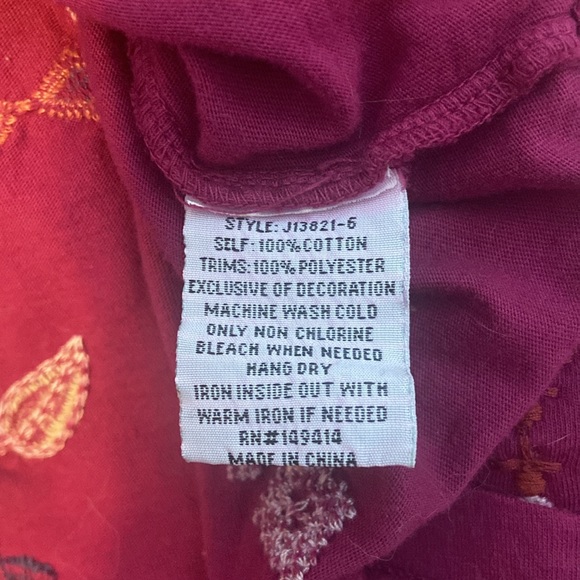 STYLE: J13821-6
SELF: 100% COTTON
TRIMS: 100% POLYESTER
EXCLUSIVE OF DECORATION
MACHINE WASH COLD
ONLY NON CHLORINE
BLEACH WHEN NEEDED
HANG DRY
IRON INSIDE OUT WITH
WARM IRON IF NEEDED
RN#149414
MADE IN CHINA